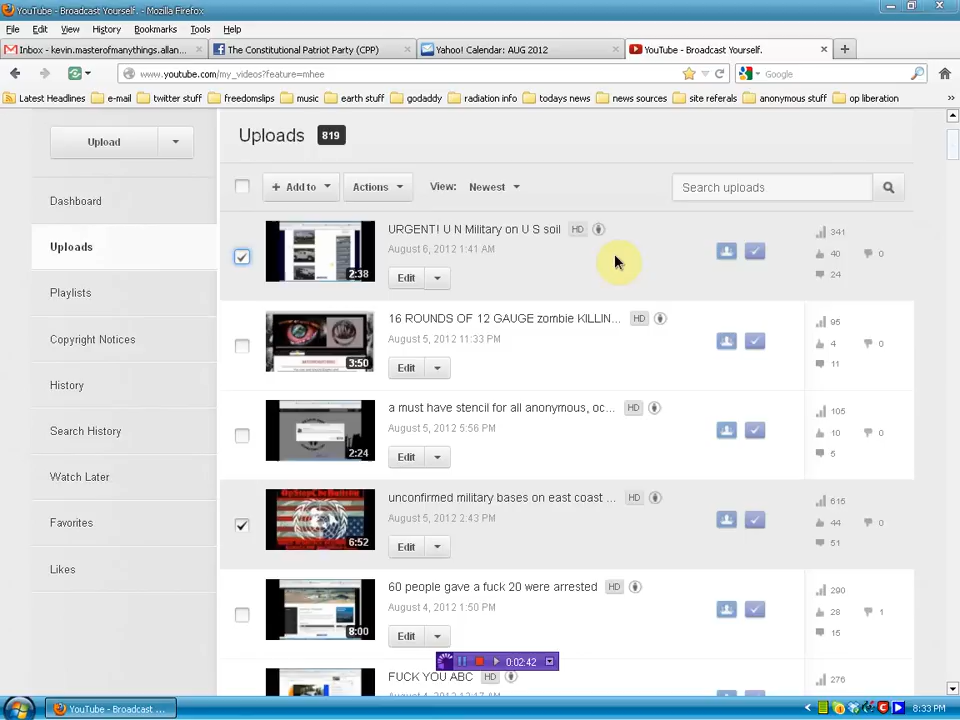 YouTube - Broadcast Yourself. - Mozilla Firefox
File Edit View History Bookmarks Tools Help
Inbox - kevin.masterofmanythings.allan... The Constitutional Patriot Party (CPP) Yahoo! Calendar: AUG 2012 YouTube - Broadcast Yourself.
www.youtube.com/my_videos?feature=mhee Google
Latest Headlines e-mail twitter stuff freedomslips music earth stuff godaddy radiation info todays news news sources site referals anonymous stuff op liberation »
Upload Uploads 819
+ Add to Actions View: Newest Search uploads
Dashboard
Uploads
Playlists
Copyright Notices
History
Search History
Watch Later
Favorites
Likes
URGENT! U N Military on U S soil HD 341
August 6, 2012 1:41 AM 40 0
2:38 Edit 24
16 ROUNDS OF 12 GAUGE zombie KILLIN... HD 95
August 5, 2012 11:33 PM 4 0
3:50 Edit 11
a must have stencil for all anonymous, oc... HD 105
August 5, 2012 5:56 PM 10 0
2:24 Edit 5
unconfirmed military bases on east coast ... HD 615
August 5, 2012 2:43 PM 44 0
6:52 Edit 51
60 people gave a fuck 20 were arrested HD 290
August 4, 2012 1:50 PM 28 1
8:00 Edit 15
0:02:42
FUCK YOU ABC HD 276
YouTube - Broadcast ... 8:33 PM